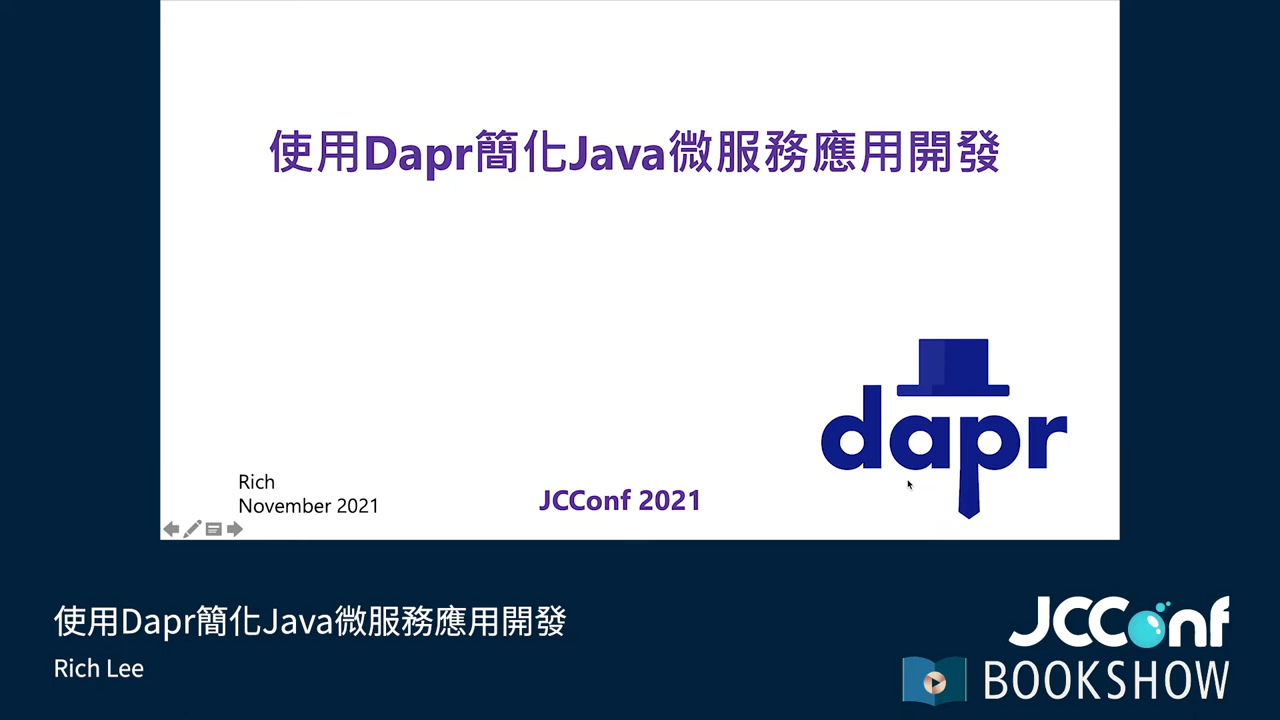 使用Dapr簡化Java微服務應用開發
dapr
Rich
November 2021
JCConf 2021
使用Dapr簡化Java微服務應用開發
Rich Lee
JCConf
BOOKSHOW